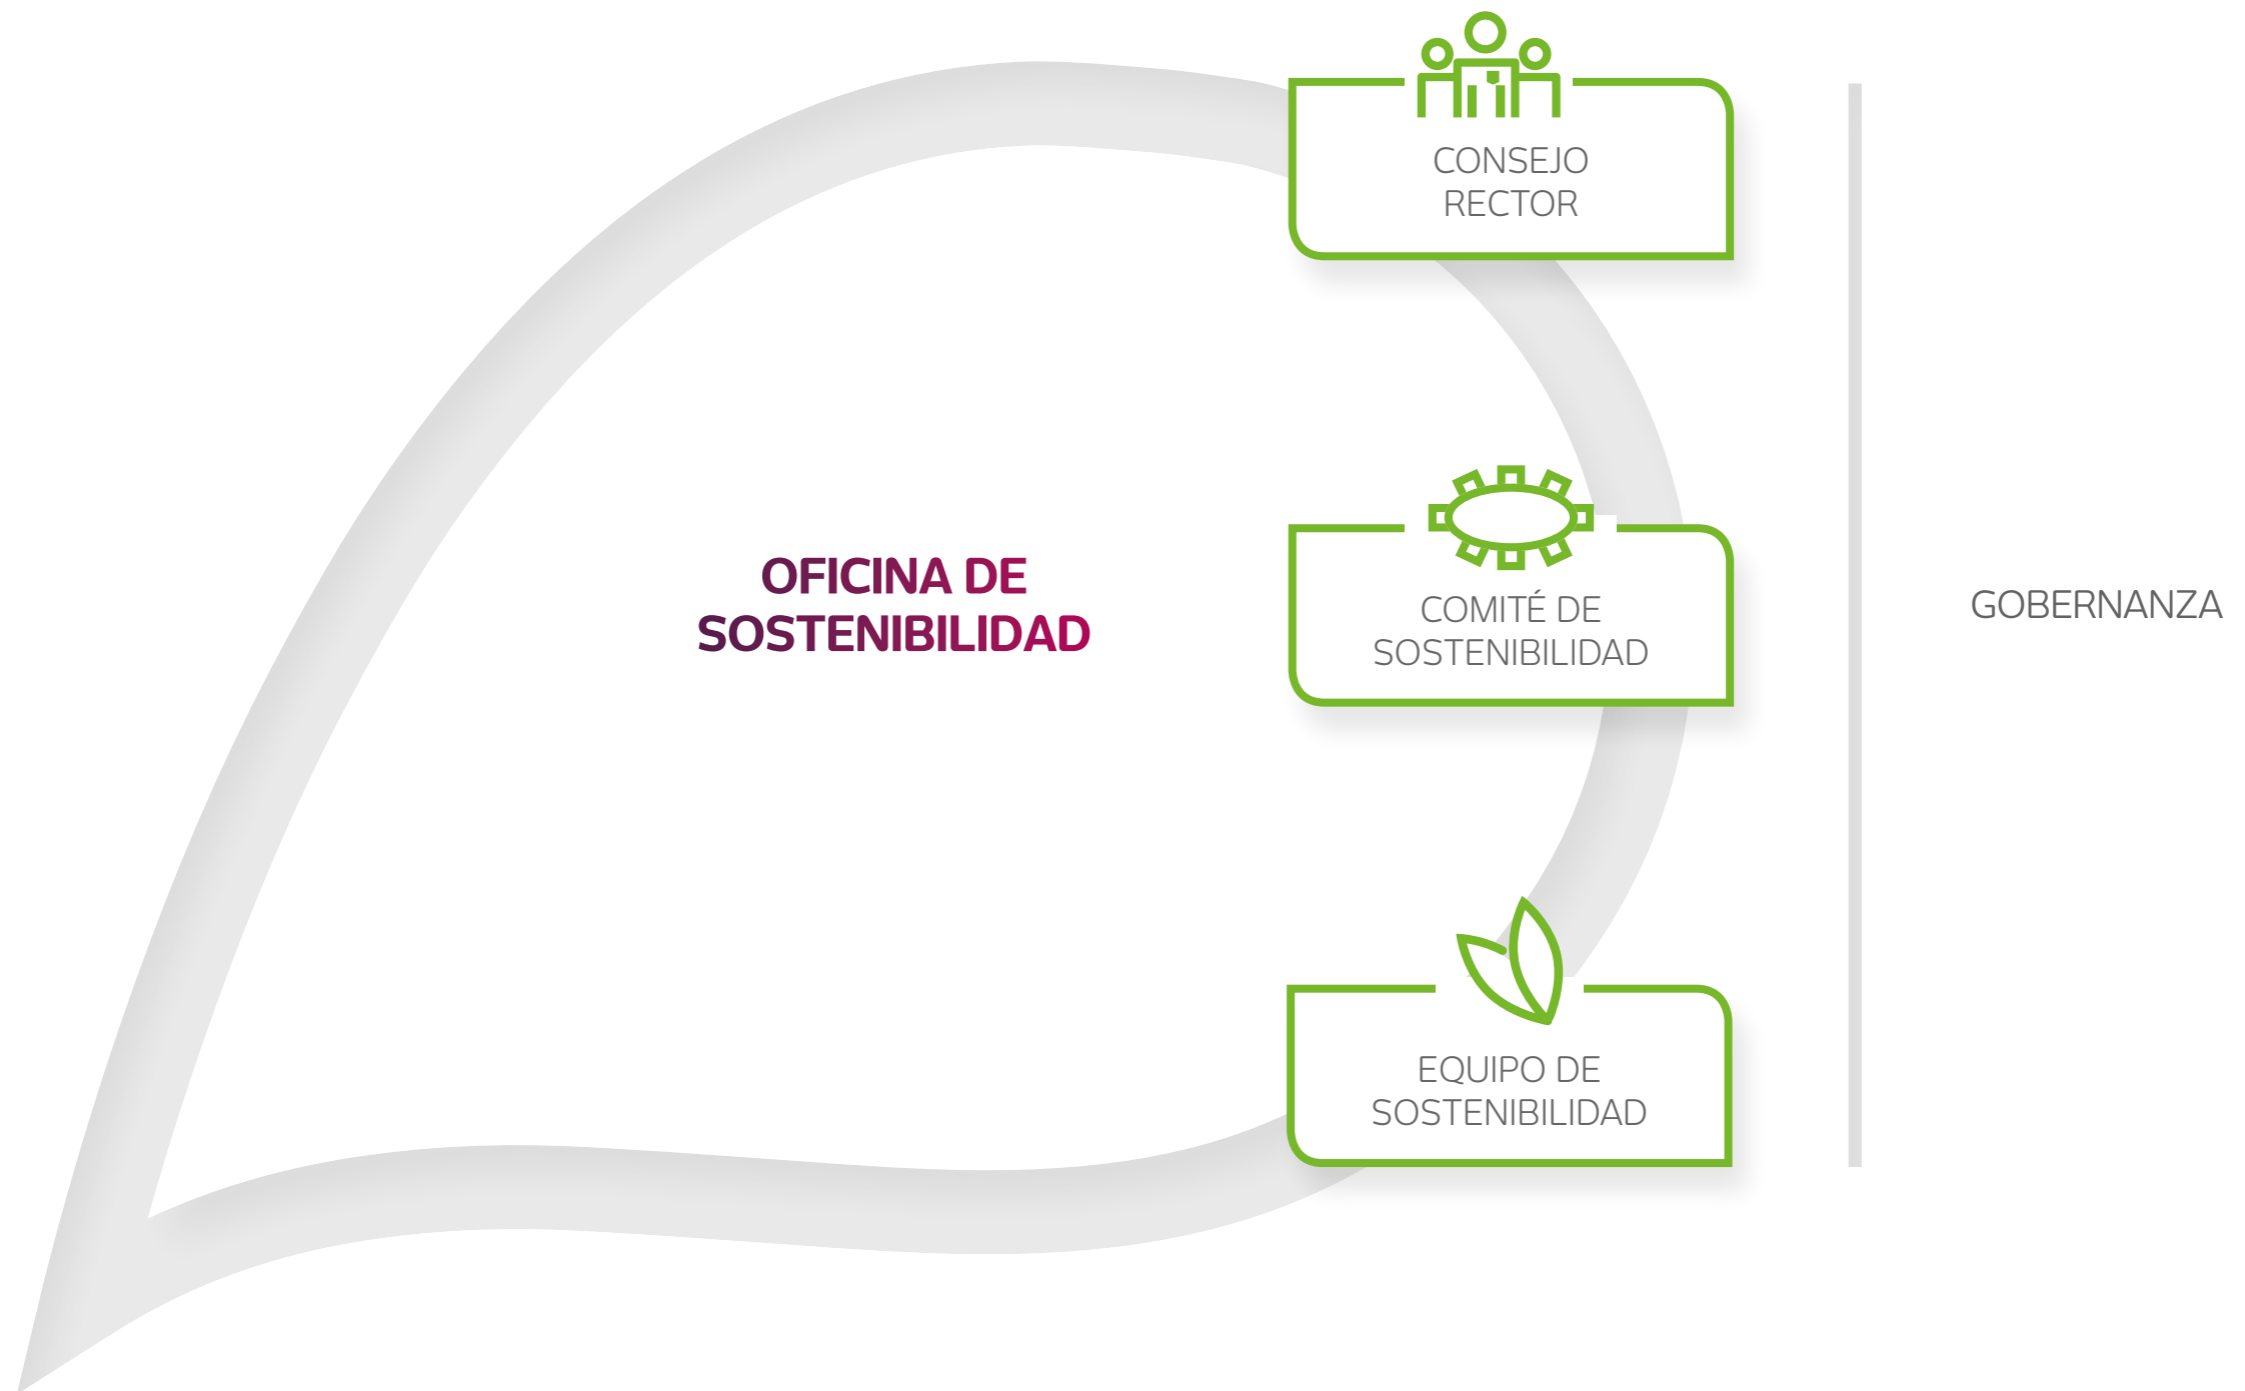 CONSEJO
RECTOR
OFICINA DE
SOSTENIBILIDAD
COMITÉ DE
SOSTENIBILIDAD
GOBERNANZA
EQUIPO DE
SOSTENIBILIDAD